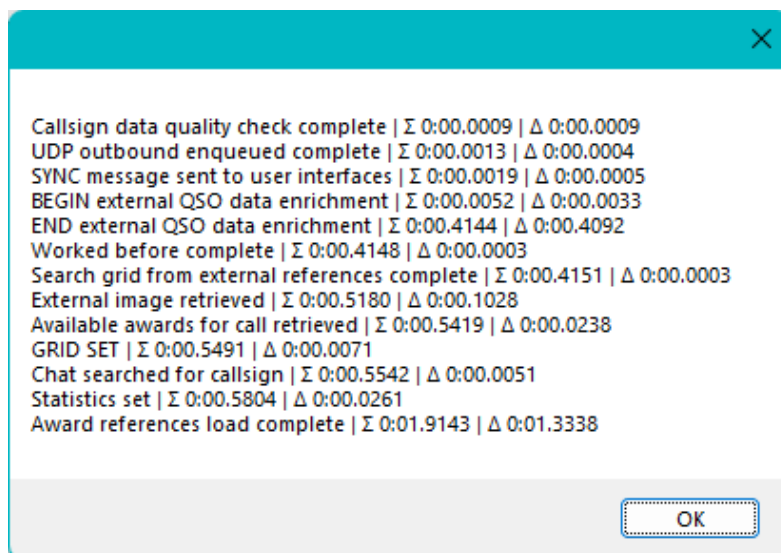 Callsign data quality check complete | Σ 0:00.0009 | Δ 0:00.0009
UDP outbound enqueued complete | Σ 0:00.0013 | Δ 0:00.0004
SYNC message sent to user interfaces | Σ 0:00.0019 | Δ 0:00.0005
BEGIN external QSO data enrichment | Σ 0:00.0052 | Δ 0:00.0033
END external QSO data enrichment | Σ 0:00.4144 | Δ 0:00.4092
Worked before complete | Σ 0:00.4148 | Δ 0:00.0003
Search grid from external references complete | Σ 0:00.4151 | Δ 0:00.0003
External image retrieved | Σ 0:00.5180 | Δ 0:00.1028
Available awards for call retrieved | Σ 0:00.5419 | Δ 0:00.0238
GRID SET | Σ 0:00.5491 | Δ 0:00.0071
Chat searched for callsign | Σ 0:00.5542 | Δ 0:00.0051
Statistics set | Σ 0:00.5804 | Δ 0:00.0261
Award references load complete | Σ 0:01.9143 | Δ 0:01.3338
OK